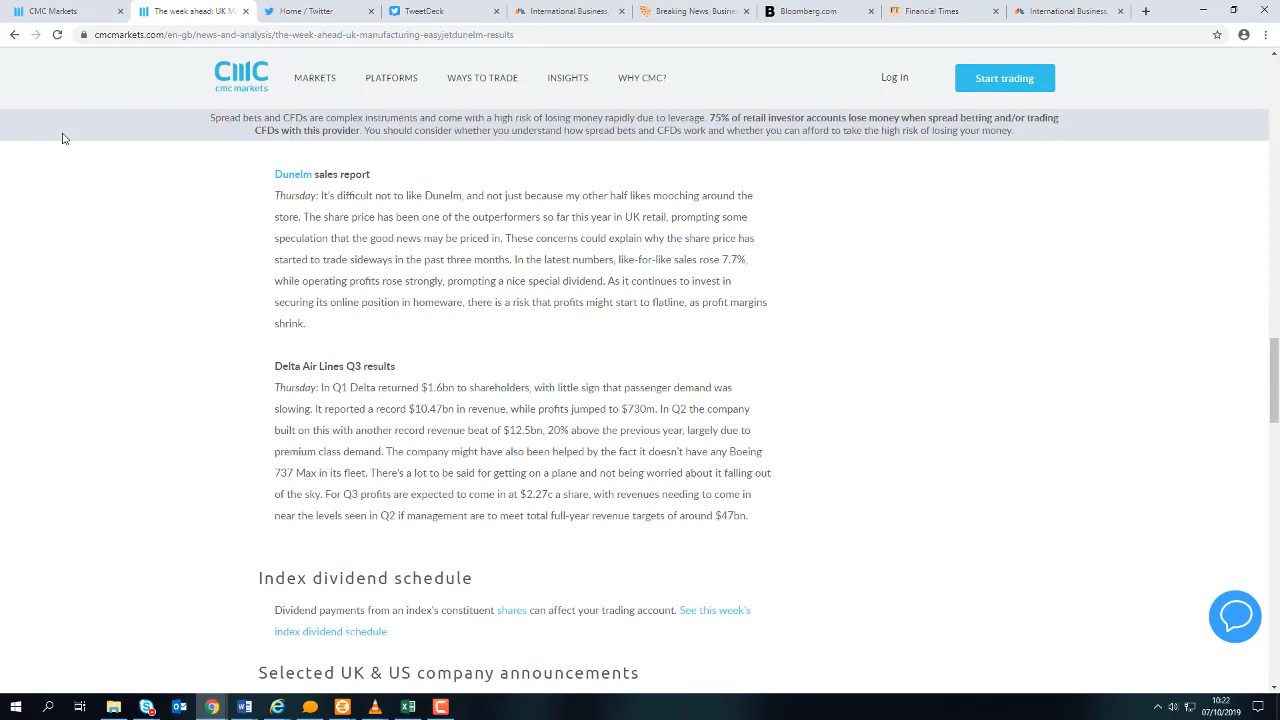 CMC Markets
The week ahead: UK M
Home / Twitter
TweetDeck
International Business,
Breaking News, Busine
Bloomberg.com
Financial Times
International Business,
cmcmarkets.com/en-gb/news-and-analysis/the-week-ahead-uk-manufacturing-easyjetdunelm-results
cmc markets
MARKETS
PLATFORMS
WAYS TO TRADE
INSIGHTS
WHY CMC?
Log in
Start trading
Spread bets and CFDs are complex instruments and come with a high risk of losing money rapidly due to leverage. 75% of retail investor accounts lose money when spread betting and/or trading
CFDs with this provider. You should consider whether you understand how spread bets and CFDs work and whether you can afford to take the high risk of losing your money.
Dunelm sales report
Thursday: It's difficult not to like Dunelm, and not just because my other half likes mooching around the
store. The share price has been one of the outperformers so far this year in UK retail, prompting some
speculation that the good news may be priced in. These concerns could explain why the share price has
started to trade sideways in the past three months. In the latest numbers, like-for-like sales rose 7.7%,
while operating profits rose strongly, prompting a nice special dividend. As it continues to invest in
securing its online position in homeware, there is a risk that profits might start to flatline, as profit margins
shrink.
Delta Air Lines Q3 results
Thursday: In Q1 Delta returned $1.6bn to shareholders, with little sign that passenger demand was
slowing. It reported a record $10.47bn in revenue, while profits jumped to $730m. In Q2 the company
built on this with another record revenue beat of $12.5bn, 20% above the previous year, largely due to
premium class demand. The company might have also been helped by the fact it doesn't have any Boeing
737 Max in its fleet. There's a lot to be said for getting on a plane and not being worried about it falling out
of the sky. For Q3 profits are expected to come in at $2.27c a share, with revenues needing to come in
near the levels seen in Q2 if management are to meet total full-year revenue targets of around $47bn.
Index dividend schedule
Dividend payments from an index's constituent shares can affect your trading account. See this week's
index dividend schedule
Selected UK & US company announcements
10:22
07/10/2019